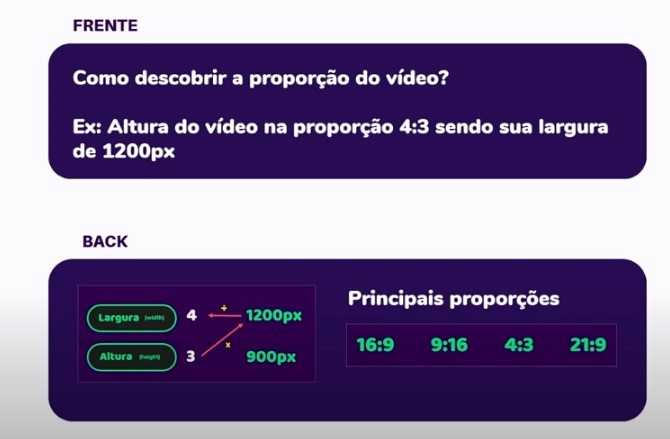 FRENTE
Como descobrir a proporção do vídeo?
Ex: Altura do vídeo na proporção 4:3 sendo sua largura
de 1200px
BACK
Largura (width) 4 ÷ 1200px
Altura (height) 3 x 900px
Principais proporções
16:9 9:16 4:3 21:9